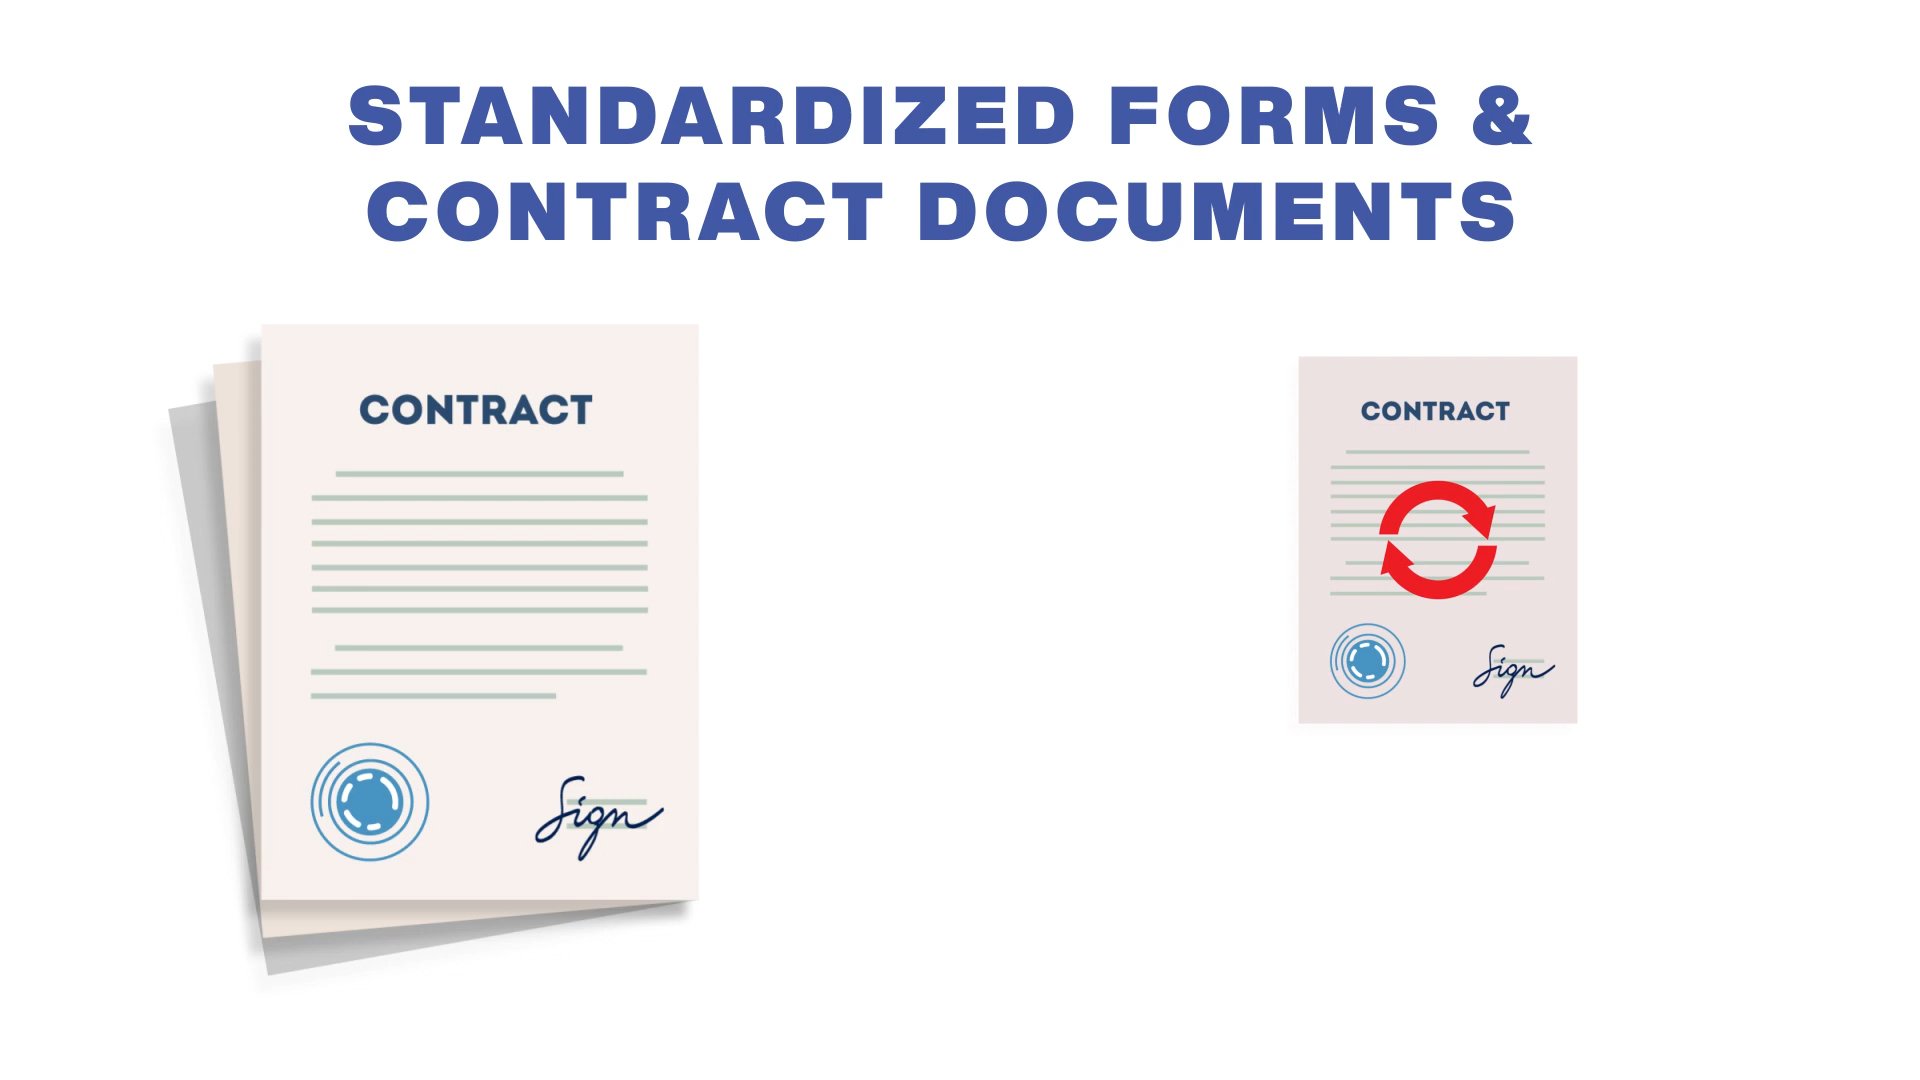 STANDARDIZED FORMS &
CONTRACT DOCUMENTS
CONTRACT
Sign
CONTRACT
Sign